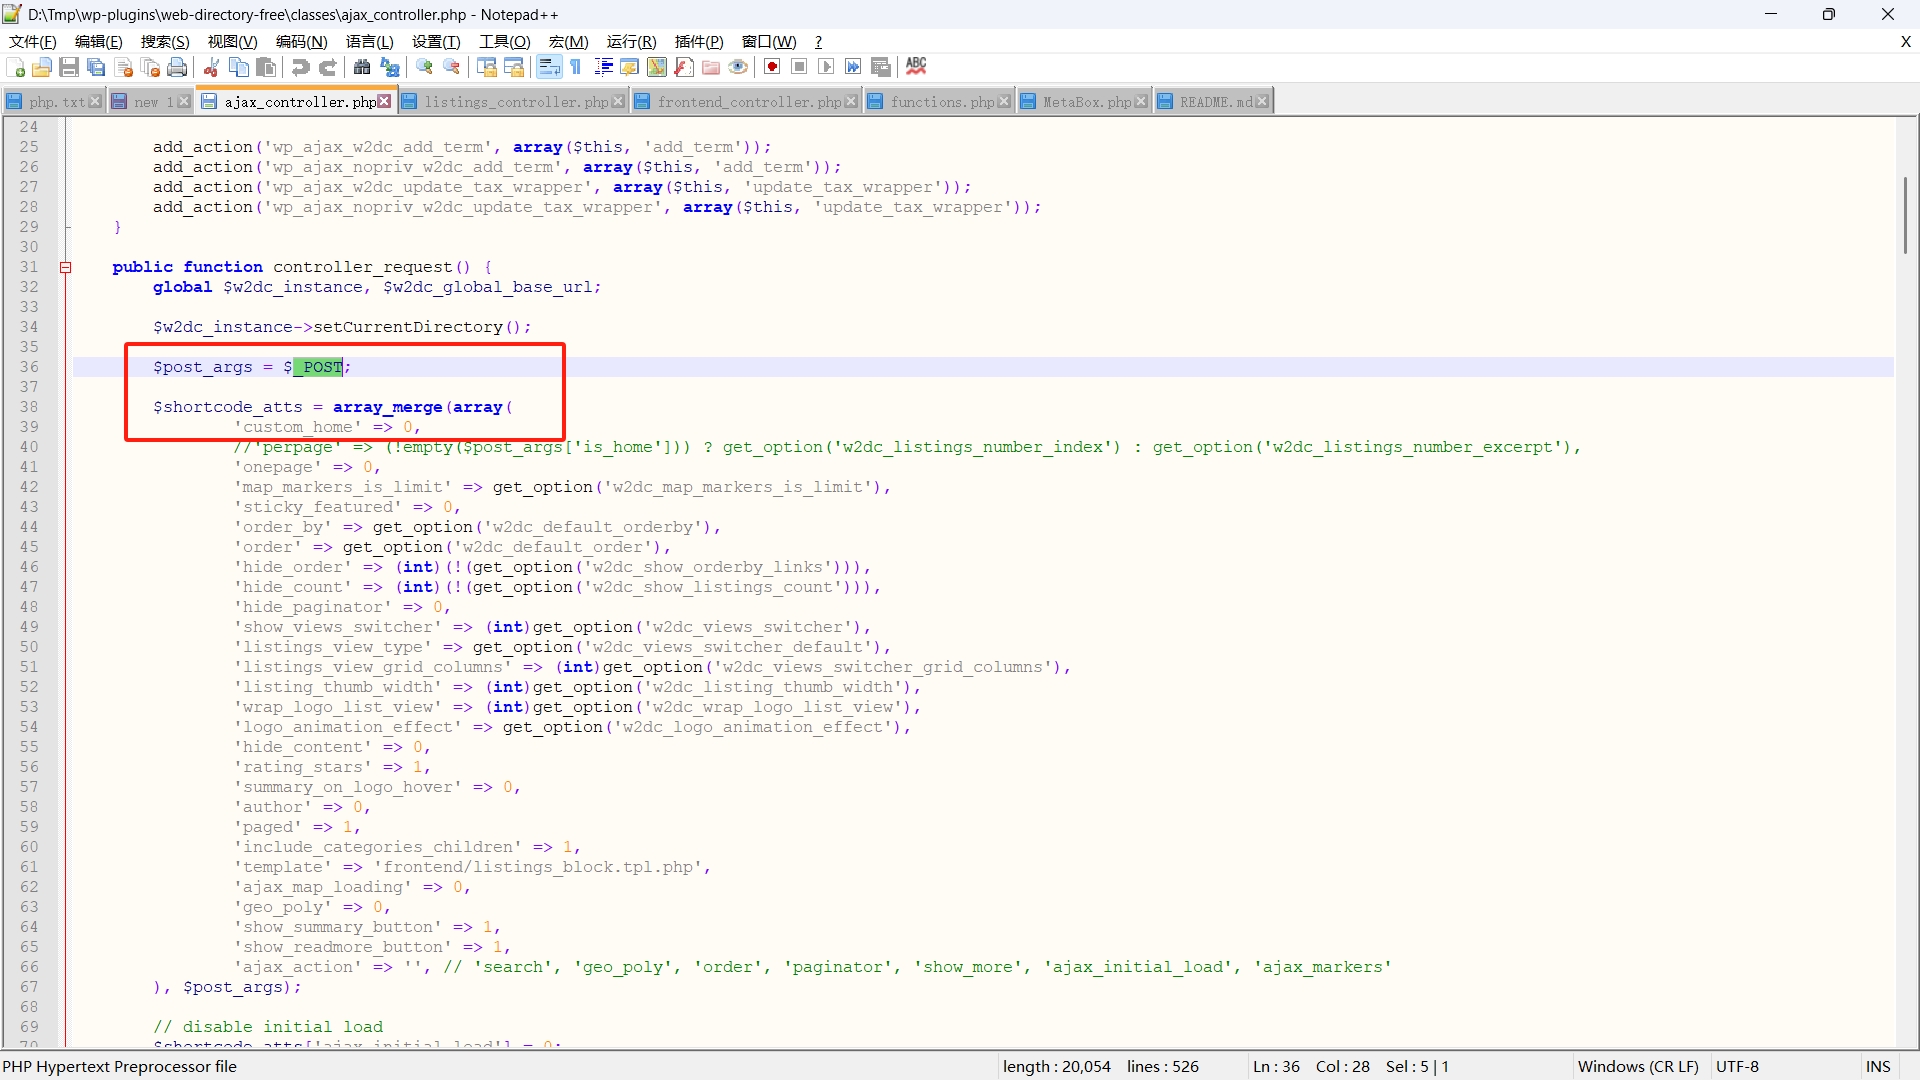 D:\Tmp\wp-plugins\web-directory-free\classes\ajax_controller.php - Notepad++
文件(F) 编辑(E) 搜索(S) 视图(V) 编码(N) 语言(L) 设置(T) 工具(O) 宏(M) 运行(R) 插件(P) 窗口(W) ? X
ABC
php.txt new 1 ajax_controller.php listings_controller.php frontend_controller.php functions.php MetaBox.php README.md
24
25 add_action('wp_ajax_w2dc_add_term', array($this, 'add_term'));
26 add_action('wp_ajax_nopriv_w2dc_add_term', array($this, 'add_term'));
27 add_action('wp_ajax_w2dc_update_tax_wrapper', array($this, 'update_tax_wrapper'));
28 add_action('wp_ajax_nopriv_w2dc_update_tax_wrapper', array($this, 'update_tax_wrapper'));
29 }
30
31 public function controller_request() {
32 global $w2dc_instance, $w2dc_global_base_url;
33
34 $w2dc_instance->setCurrentDirectory();
35
36 $post_args = $_POST;
37
38 $shortcode_atts = array_merge(array(
39 'custom_home' => 0,
40 //'perpage' => (!empty($post_args['is_home'])) ? get_option('w2dc_listings_number_index') : get_option('w2dc_listings_number_excerpt'),
41 'onepage' => 0,
42 'map_markers_is_limit' => get_option('w2dc_map_markers_is_limit'),
43 'sticky_featured' => 0,
44 'order_by' => get_option('w2dc_default_orderby'),
45 'order' => get_option('w2dc_default_order'),
46 'hide_order' => (int)(!(get_option('w2dc_show_orderby_links'))),
47 'hide_count' => (int)(!(get_option('w2dc_show_listings_count'))),
48 'hide_paginator' => 0,
49 'show_views_switcher' => (int)get_option('w2dc_views_switcher'),
50 'listings_view_type' => get_option('w2dc_views_switcher_default'),
51 'listings_view_grid_columns' => (int)get_option('w2dc_views_switcher_grid_columns'),
52 'listing_thumb_width' => (int)get_option('w2dc_listing_thumb_width'),
53 'wrap_logo_list_view' => (int)get_option('w2dc_wrap_logo_list_view'),
54 'logo_animation_effect' => get_option('w2dc_logo_animation_effect'),
55 'hide_content' => 0,
56 'rating_stars' => 1,
57 'summary_on_logo_hover' => 0,
58 'author' => 0,
59 'paged' => 1,
60 'include_categories_children' => 1,
61 'template' => 'frontend/listings_block.tpl.php',
62 'ajax_map_loading' => 0,
63 'geo_poly' => 0,
64 'show_summary_button' => 1,
65 'show_readmore_button' => 1,
66 'ajax_action' => '', // 'search', 'geo_poly', 'order', 'paginator', 'show_more', 'ajax_initial_load', 'ajax_markers'
67 ), $post_args);
68
69 // disable initial load
70 $shortcode_atts['ajax_initial_load'] = 0;
PHP Hypertext Preprocessor file length : 20,054 lines : 526 Ln : 36 Col : 28 Sel : 5 | 1 Windows (CR LF) UTF-8 INS